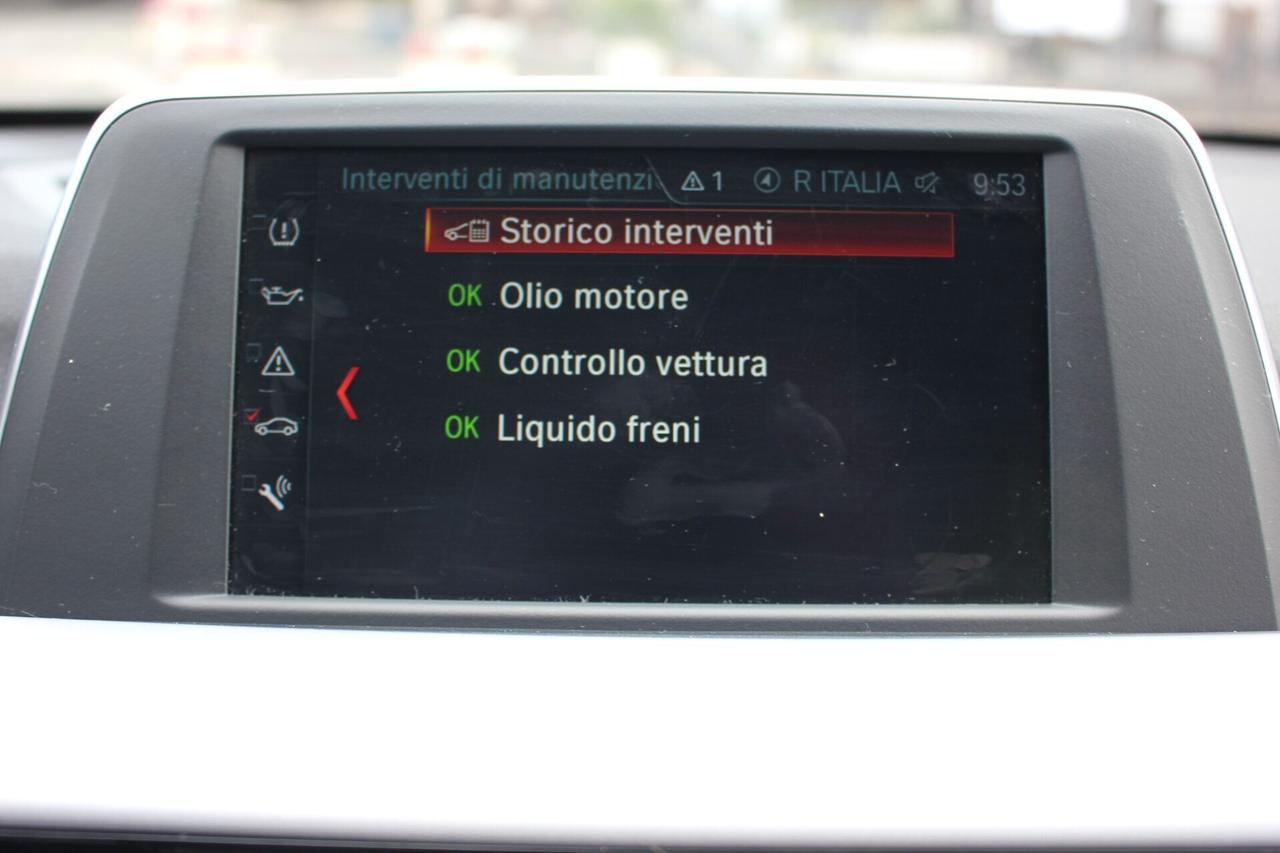 Interventi di manutenzi 1 R ITALIA 9:53
Storico interventi
OK Olio motore
OK Controllo vettura
OK Liquido freni